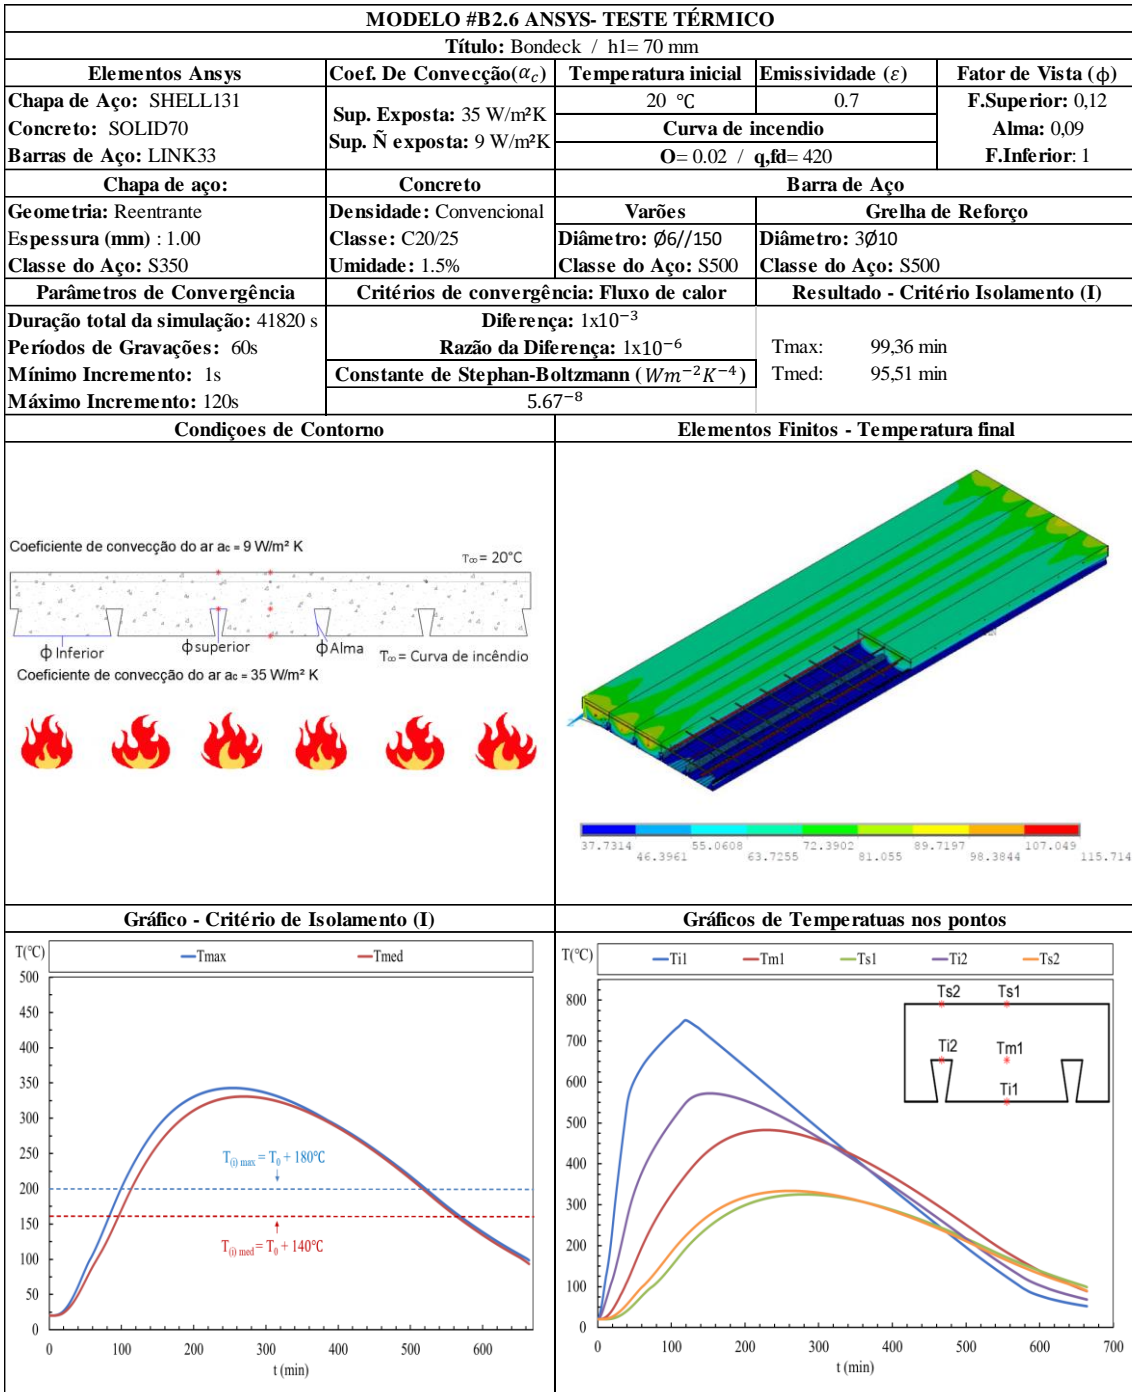 MODELO #B2.6 ANSYS- TESTE TÉRMICO
Título: Bondeck / h1= 70 mm
Elementos Ansys
Coef. De Convecção(α_c)
Temperatura inicial
Emissividade (ε)
Fator de Vista (ϕ)
Chapa de Aço: SHELL131
Concreto: SOLID70
Barras de Aço: LINK33
Sup. Exposta: 35 W/m²K
Sup. Ñ exposta: 9 W/m²K
20 °C
0.7
Curva de incendio
O= 0.02 / q,fd= 420
F.Superior: 0,12
Alma: 0,09
F.Inferior: 1
Chapa de aço:
Concreto
Barra de Aço
Geometria: Reentrante
Espessura (mm) : 1.00
Classe do Aço: S350
Densidade: Convencional
Classe: C20/25
Umidade: 1.5%
Varões
Diâmetro: Ø6//150
Classe do Aço: S500
Grelha de Reforço
Diâmetro: 3Ø10
Classe do Aço: S500
Parâmetros de Convergência
Critérios de convergência: Fluxo de calor
Resultado - Critério Isolamento (I)
Duração total da simulação: 41820 s
Períodos de Gravações: 60s
Mínimo Incremento: 1s
Máximo Incremento: 120s
Diferença: 1x10⁻³
Razão da Diferença: 1x10⁻⁶
Constante de Stephan-Boltzmann (Wm⁻²K⁻⁴)
5.67⁻⁸
Tmax: 99,36 min
Tmed: 95,51 min
Condiçoes de Contorno
Elementos Finitos - Temperatura final
Coeficiente de convecção do ar ac = 9 W/m² K
T∞ = 20°C
ϕ Inferior
ϕ superior
ϕ Alma
T∞ = Curva de incêndio
Coeficiente de convecção do ar ac = 35 W/m² K
37.7314 55.0608 72.3902 89.7197 107.049
46.3961 63.7255 81.055 98.3844 115.714
Gráfico - Critério de Isolamento (I)
Gráficos de Temperatuas nos pontos
T(°C)
Tmax Tmed
500
450
400
350
300
250
200
150
100
50
0
T(i) max = T0 + 180°C
T(i) med = T0 + 140°C
0 100 200 300 400 500 600
t (min)
T(°C)
Ti1 Tm1 Ts1 Ti2 Ts2
800
700
600
500
400
300
200
100
0
Ts2 Ts1
Ti2 Tm1
Ti1
0 100 200 300 400 500 600 700
t (min)